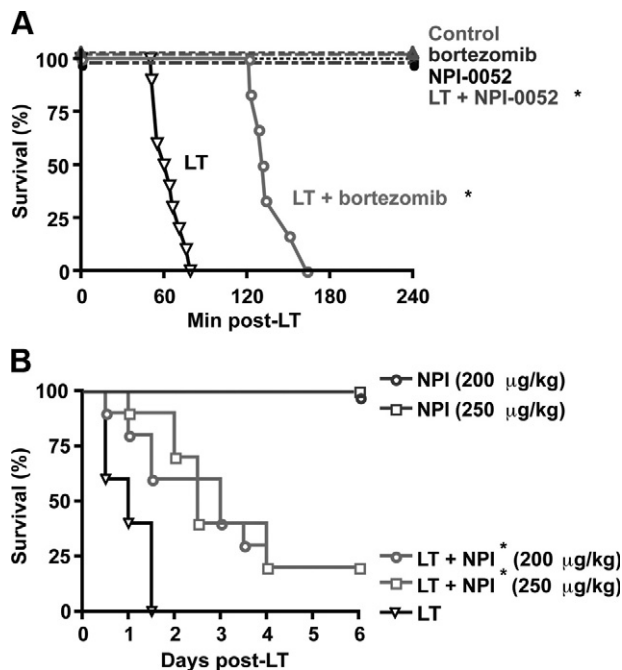 A
Survival (%)
100
75
50
25
0
0
60
120
180
240
Min post-LT
LT
LT + bortezomib *
Control
bortezomib
NPI-0052
LT + NPI-0052 *
B
Survival (%)
100
75
50
25
0
0
1
2
3
4
5
6
Days post-LT
NPI (200 μg/kg)
NPI (250 μg/kg)
LT + NPI * (200 μg/kg)
LT + NPI * (250 μg/kg)
LT